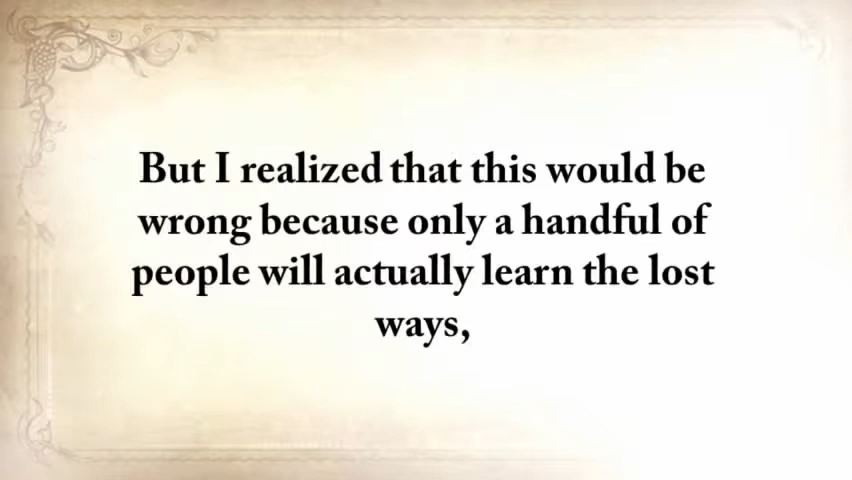 But I realized that this would be
wrong because only a handful of
people will actually learn the lost
ways,